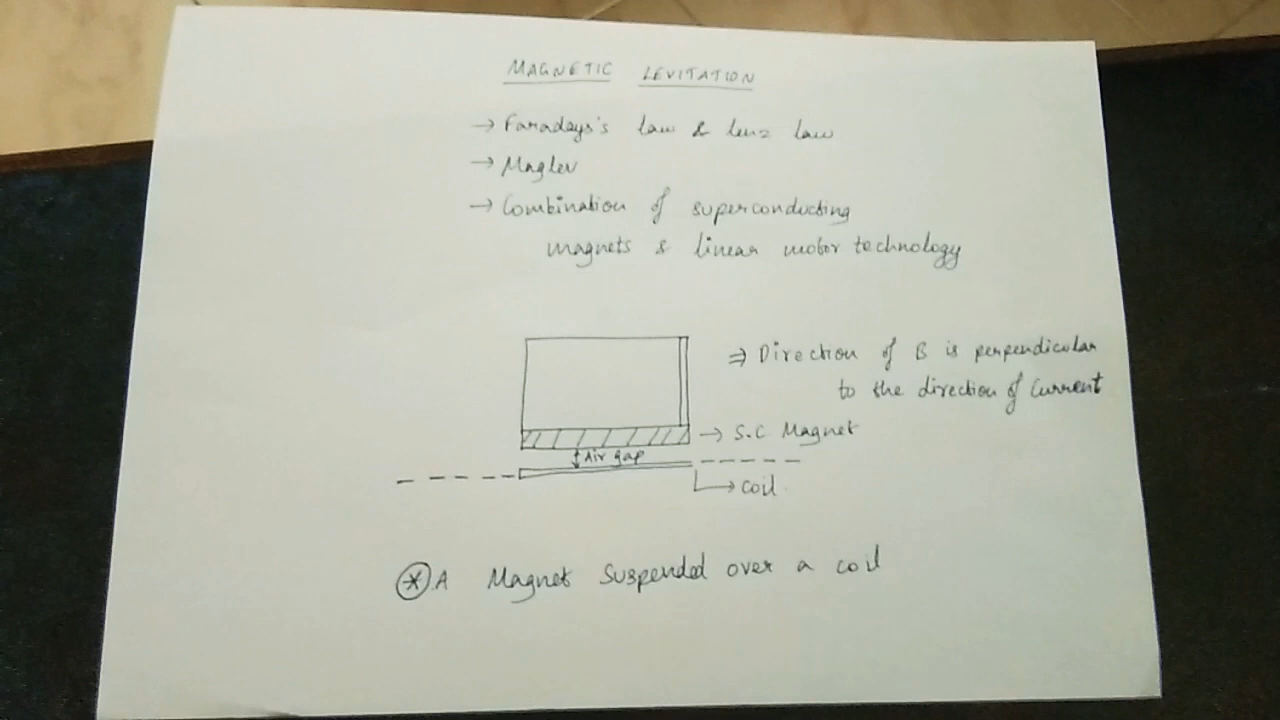 MAGNETIC LEVITATION
→ Faradays's law & lenz law
→ Maglev
→ Combination of superconducting
magnets & linear motor technology
⇒ Direction of B is perpendicular
to the direction of Current
→ S.C Magnet
Air gap
→ coil
* A Magnet Suspended over a coil